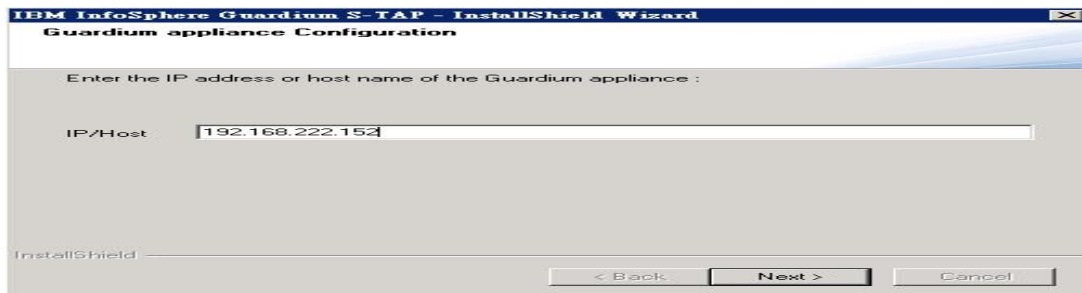 IBM InfoSphere Guardium S-TAP - InstallShield Wizard
Guardium appliance Configuration
Enter the IP address or host name of the Guardium appliance :
IP/Host 192.168.222.152
InstallShield
< Back Next > Cancel